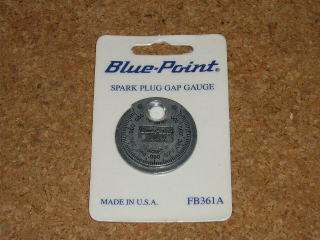 Blue-Point®
SPARK PLUG GAP GAUGE
MADE IN U.S.A.
FB361A